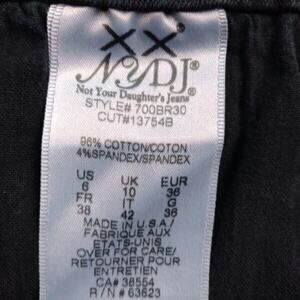 XX®
NYDJ®
Not Your Daughter's Jeans®
STYLE# 700BR30
CUT#13754B
96% COTTON/COTON
4%SPANDEX/SPANDEX
US UK EUR
6 10 36
FR IT G
38 42 36
MADE IN U.S.A./
FABRIQUE AUX
ETATS-UNIS
OVER FOR CARE/
RETOURNER POUR
ENTRETIEN
CA# 38554
R / N # 63623